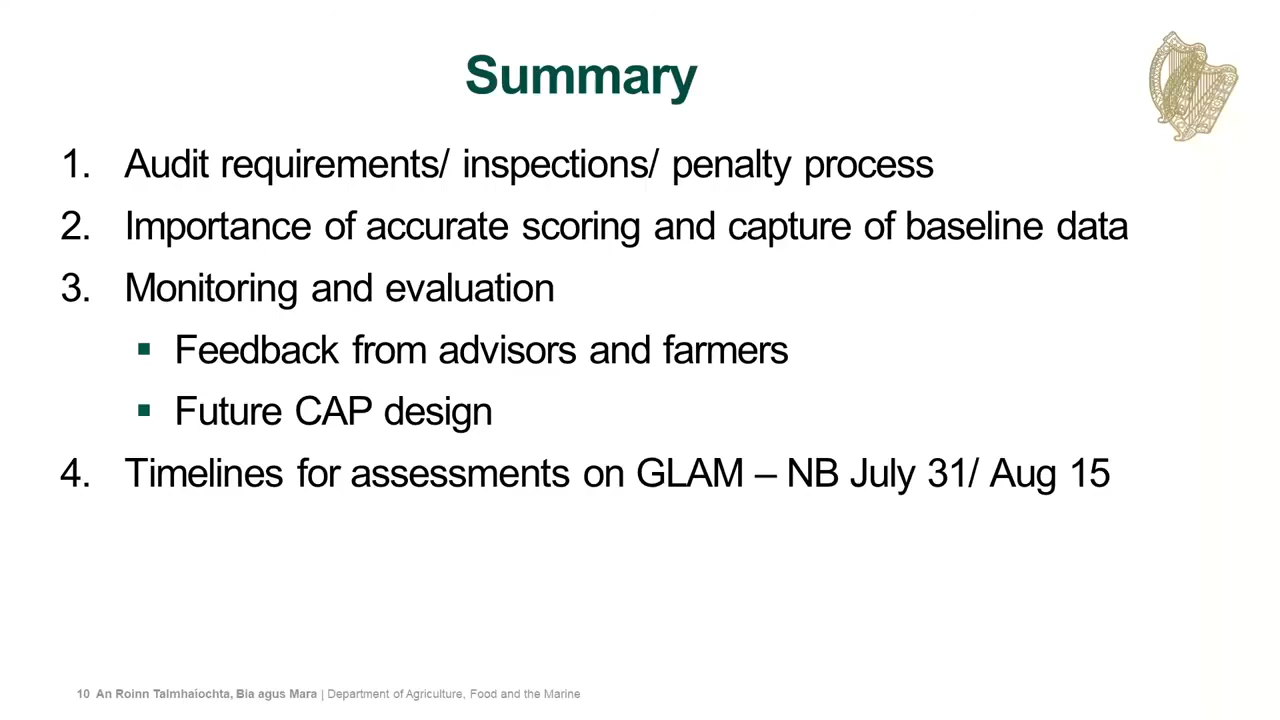 Summary
1. Audit requirements/ inspections/ penalty process
2. Importance of accurate scoring and capture of baseline data
3. Monitoring and evaluation
▪ Feedback from advisors and farmers
▪ Future CAP design
4. Timelines for assessments on GLAM – NB July 31/ Aug 15
10 An Roinn Talmhaíochta, Bia agus Mara | Department of Agriculture, Food and the Marine